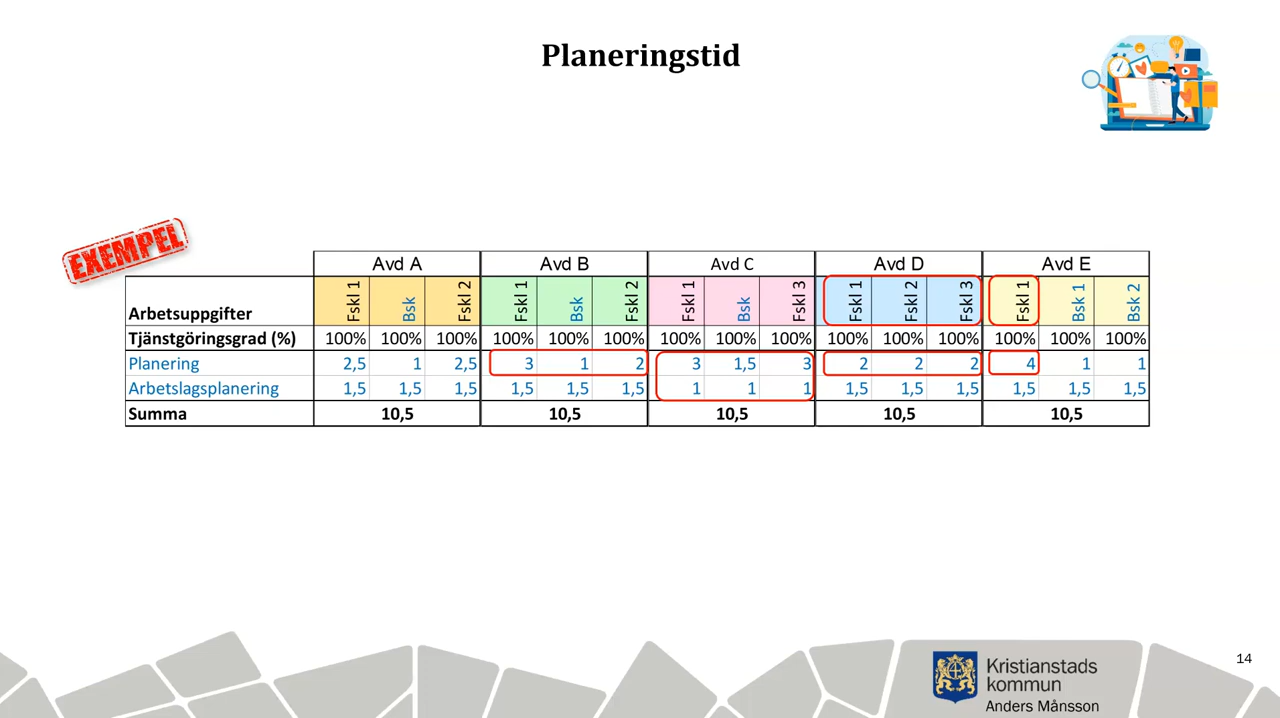 Planeringstid
EXEMPEL
Avd A Avd B Avd C Avd D Avd E
Arbetsuppgifter Fskl 1 Bsk Fskl 2 Fskl 1 Bsk Fskl 2 Fskl 1 Bsk Fskl 3 Fskl 1 Fskl 2 Fskl 3 Fskl 1 Bsk 1 Bsk 2
Tjänstgöringsgrad (%) 100% 100% 100% 100% 100% 100% 100% 100% 100% 100% 100% 100% 100% 100% 100%
Planering 2,5 1 2,5 3 1 2 3 1,5 3 2 2 2 4 1 1
Arbetslagsplanering 1,5 1,5 1,5 1,5 1,5 1,5 1 1 1 1,5 1,5 1,5 1,5 1,5 1,5
Summa 10,5 10,5 10,5 10,5 10,5
14
Kristianstads
kommun
Anders Månsson